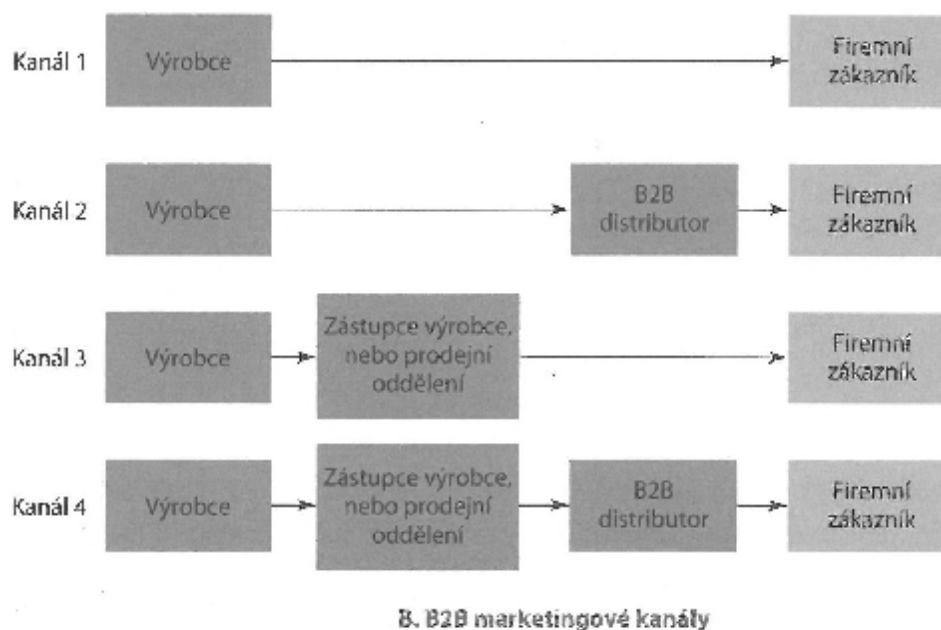 Kanál 1
Výrobce
Firemní
zákazník
Kanál 2
Výrobce
B2B
distributor
Firemní
zákazník
Kanál 3
Výrobce
Zástupce výrobce,
nebo prodejní
oddělení
Firemní
zákazník
Kanál 4
Výrobce
Zástupce výrobce,
nebo prodejní
oddělení
B2B
distributor
Firemní
zákazník
B. B2B marketingové kanály